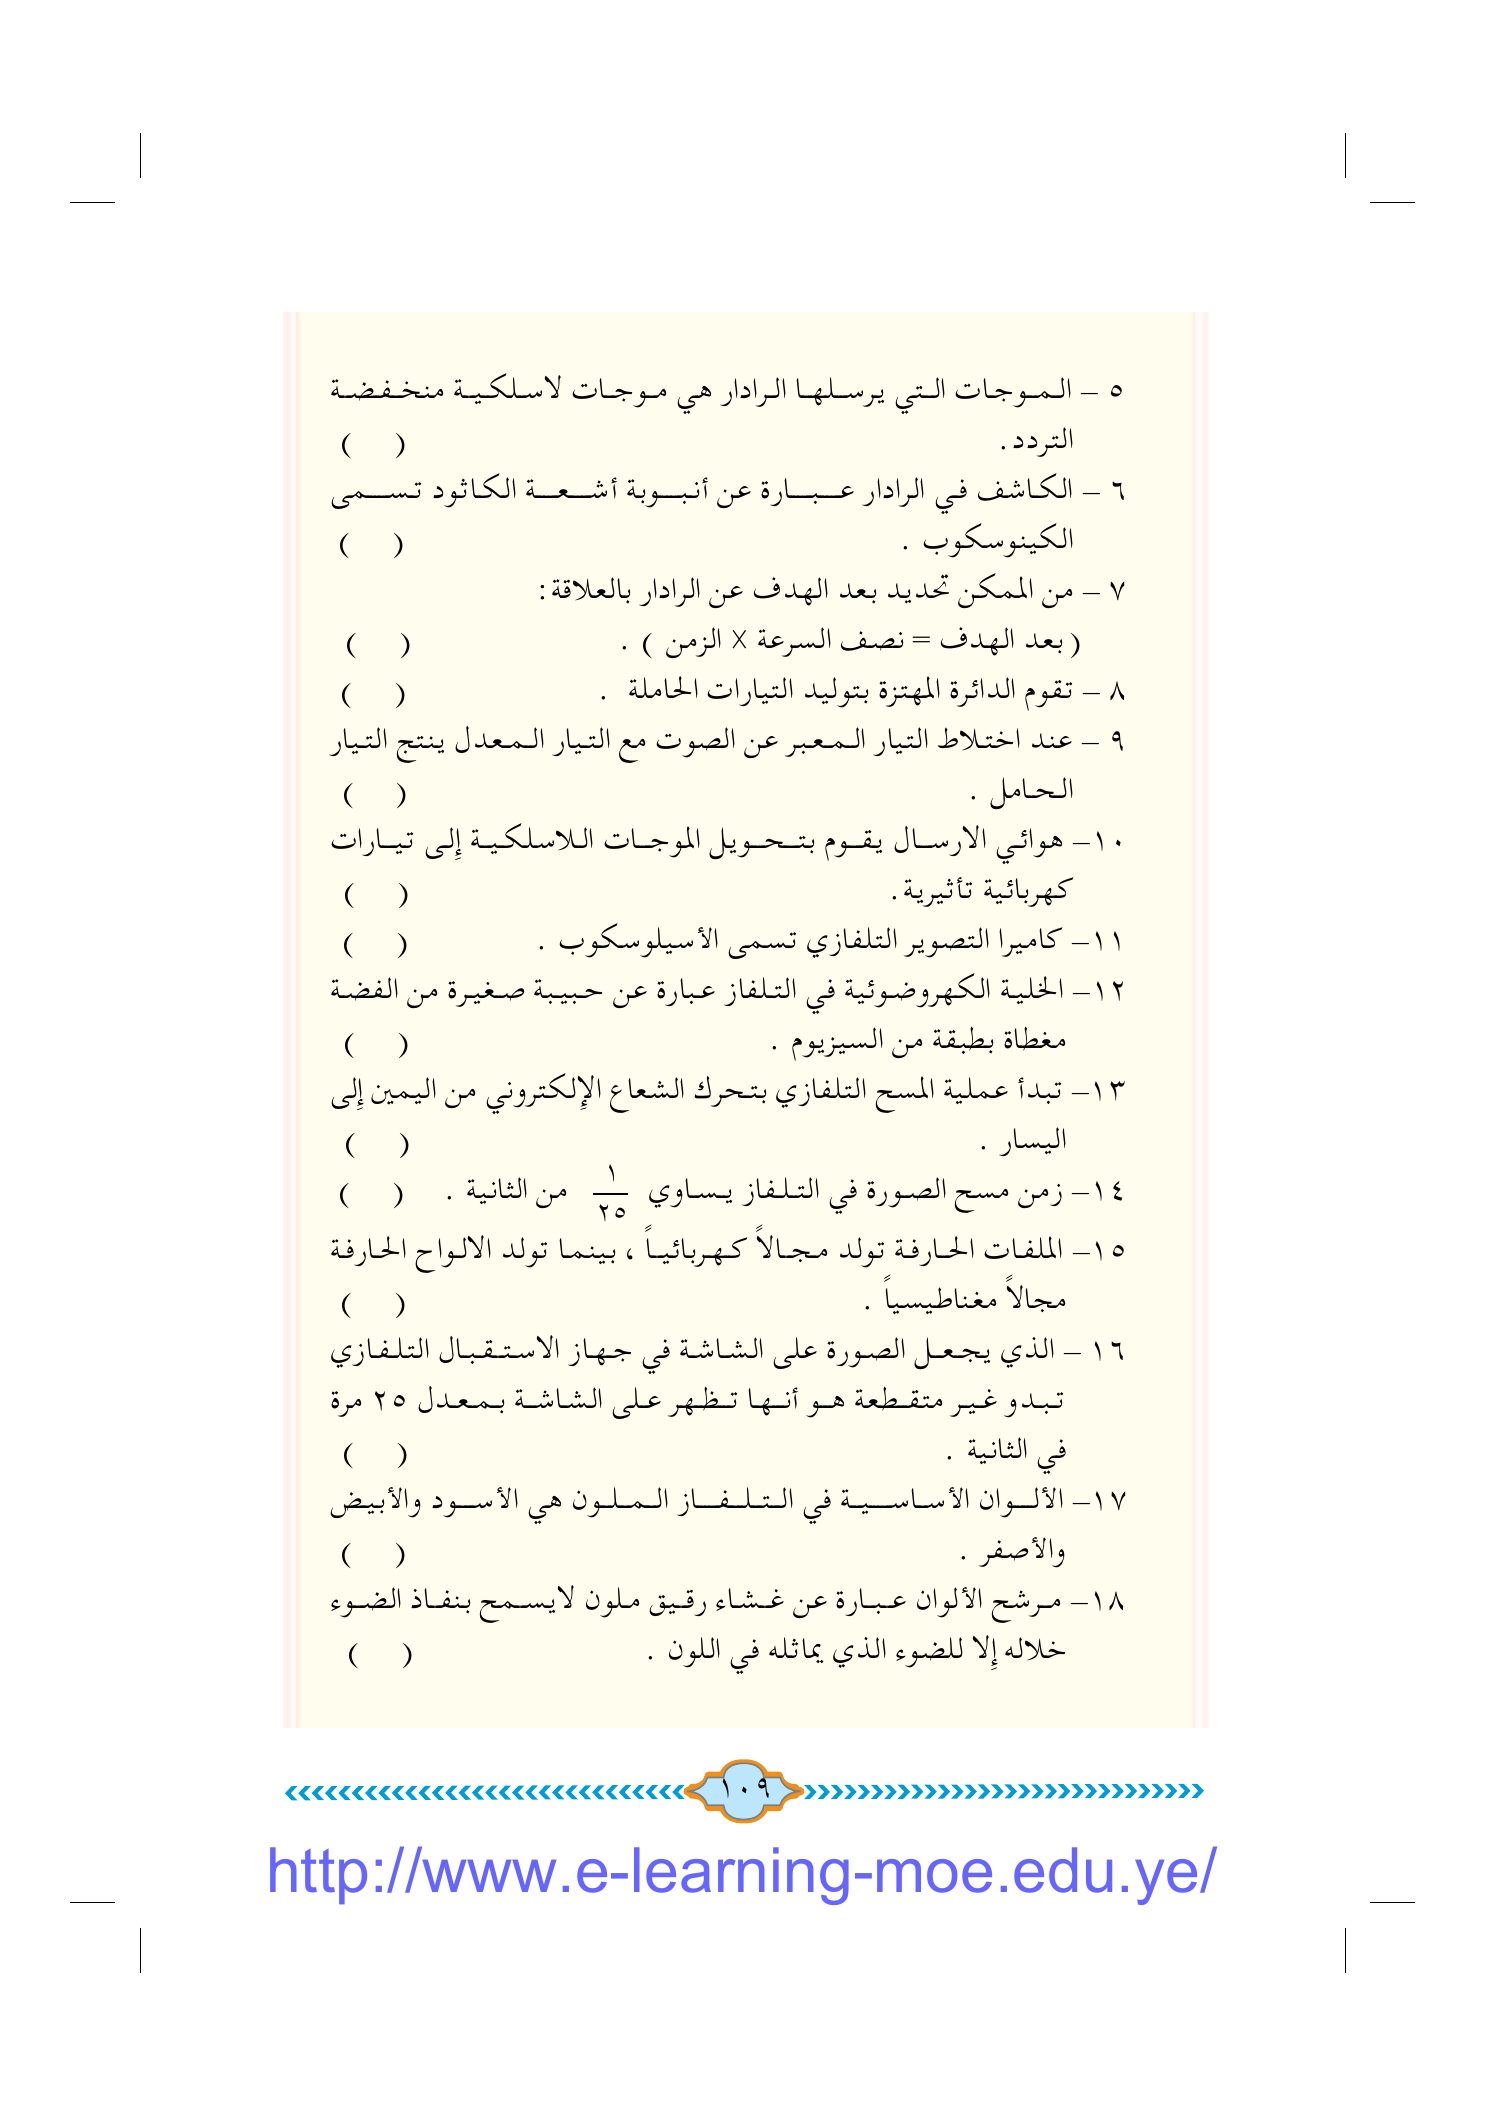 ٥ – الموجات التي يرسلها الرادار هي موجات لاسلكية منخفضة
التردد. ( )
٦ – الكاشف في الرادار عبارة عن أنبوبة أشعة الكاثود تسمى
الكينوسكوب . ( )
٧ – من الممكن تحديد بعد الهدف عن الرادار بالعلاقة:
( بعد الهدف = نصف السرعة X الزمن ) . ( )
٨ – تقوم الدائرة المهتزة بتوليد التيارات الحاملة . ( )
٩ – عند اختلاط التيار المعبر عن الصوت مع التيار المعدل ينتج التيار
الحامل . ( )
١٠– هوائي الارسال يقوم بتحويل الموجات اللاسلكية إلى تيارات
كهربائية تأثيرية. ( )
١١– كاميرا التصوير التلفازي تسمى الأسيلوسكوب . ( )
١٢– الخلية الكهروضوئية في التلفاز عبارة عن حبيبة صغيرة من الفضة
مغطاة بطبقة من السيزيوم . ( )
١٣– تبدأ عملية المسح التلفازي بتحرك الشعاع الإلكتروني من اليمين إلى
اليسار . ( )
١٤– زمن مسح الصورة في التلفاز يساوي ١/٢٥ من الثانية . ( )
١٥– الملفات الحارفة تولد مجالاً كهربائياً ، بينما تولد الالواح الحارفة
مجالاً مغناطيسياً . ( )
١٦ – الذي يجعل الصورة على الشاشة في جهاز الاستقبال التلفازي
تبدو غير متقطعة هو أنها تظهر على الشاشة بمعدل ٢٥ مرة
في الثانية . ( )
١٧– الألوان الأساسية في التلفاز الملون هي الأسود والأبيض
والأصفر . ( )
١٨– مرشح الألوان عبارة عن غشاء رقيق ملون لايسمح بنفاذ الضوء
خلاله إلا للضوء الذي يماثله في اللون . ( )
١٠٩
http://www.e-learning-moe.edu.ye/